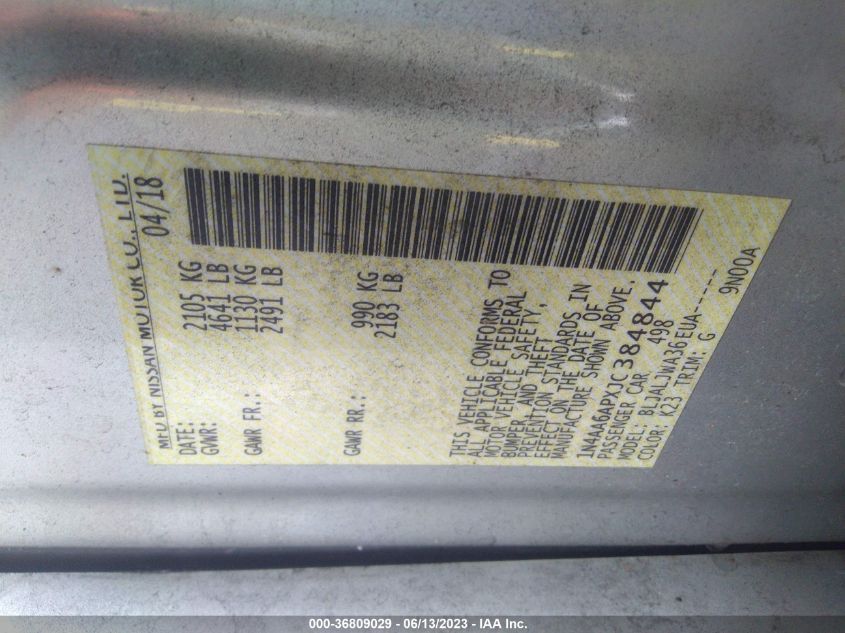 MFD BY NISSAN MOTOR CO., LTD.
DATE: 04/18
GVWR: 2105 KG
4641 LB
GAWR FR.: 1130 KG
2491 LB
GAWR RR.: 990 KG
2183 LB
THIS VEHICLE CONFORMS TO
ALL APPLICABLE FEDERAL
MOTOR VEHICLE SAFETY,
BUMPER, AND THEFT
PREVENTION STANDARDS IN
EFFECT ON THE DATE OF
MANUFACTURE SHOWN ABOVE.
1N4AA6APXJC384844
PASSENGER CAR 498
MODEL: BLJALJWA36EUA------
COLOR: K23 TRIM: G 9N00A
000-36809029 - 06/13/2023 - IAA Inc.